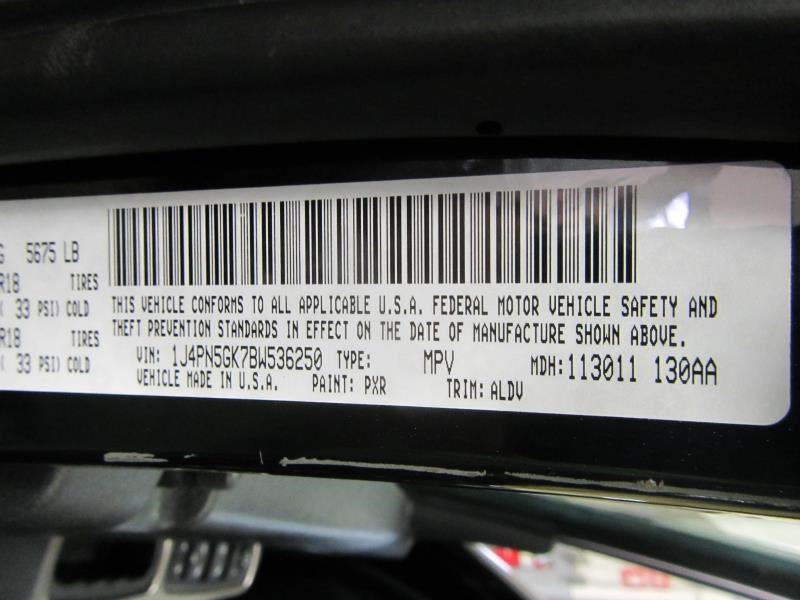 G 5675 LB
R18 TIRES
( 33 PSI) COLD
R18 TIRES
( 33 PSI) COLD
THIS VEHICLE CONFORMS TO ALL APPLICABLE U.S.A. FEDERAL MOTOR VEHICLE SAFETY AND
THEFT PREVENTION STANDARDS IN EFFECT ON THE DATE OF MANUFACTURE SHOWN ABOVE.
VIN: 1J4PN5GK7BW536250 TYPE: MPV MDH:113011 130AA
VEHICLE MADE IN U.S.A. PAINT: PXR TRIM: ALDV